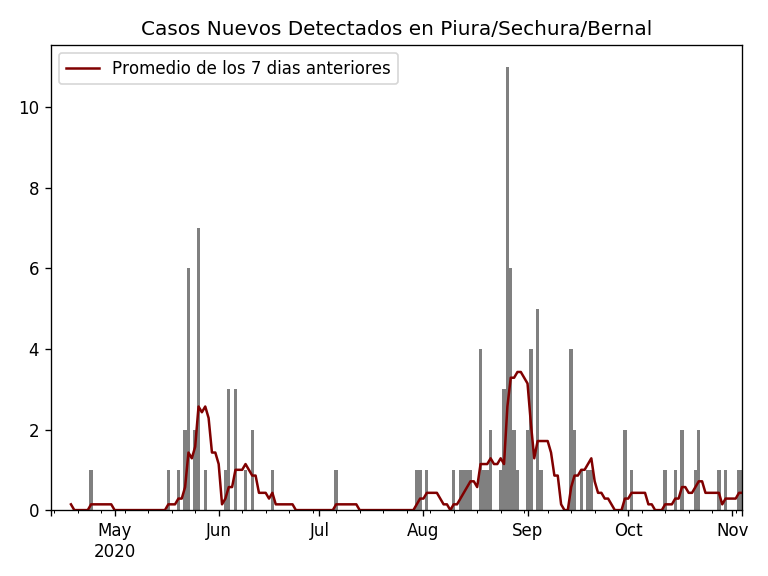 Casos Nuevos Detectados en Piura/Sechura/Bernal
Promedio de los 7 dias anteriores
10
8
6
4
2
0
May Jun Jul Aug Sep Oct Nov
2020